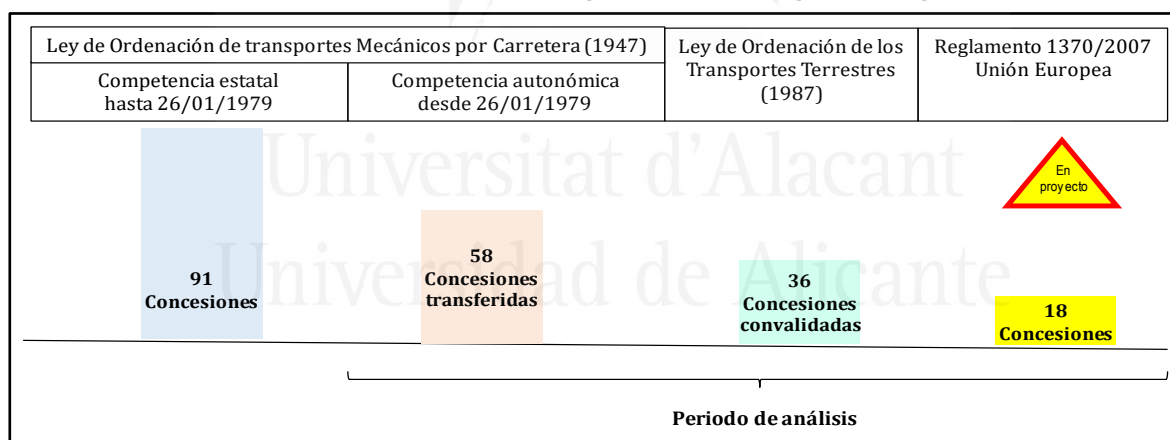 Ley de Ordenación de transportes Mecánicos por Carretera (1947)
Competencia estatal
hasta 26/01/1979
Competencia autonómica
desde 26/01/1979
Ley de Ordenación de los
Transportes Terrestres
(1987)
Reglamento 1370/2007
Unión Europea
Universitat d'Alacant
Universidad de Alicante
En
proyecto
91
Concesiones
58
Concesiones
transferidas
36
Concesiones
convalidadas
18
Concesiones
Periodo de análisis